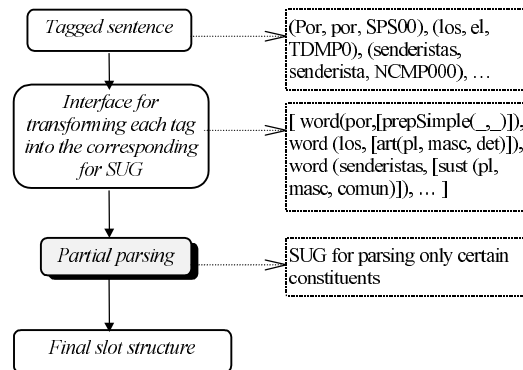 Tagged sentence
(Por, por, SPS00), (los, el,
TDMP0), (senderistas,
senderista, NCMP000), ...
Interface for
transforming each tag
into the corresponding
for SUG
[ word(por,[prepSimple(_,_)]),
word (los, [art(pl, masc, det)]),
word (senderistas, [sust (pl,
masc, comun)]), ... ]
Partial parsing
SUG for parsing only certain
constituents
Final slot structure